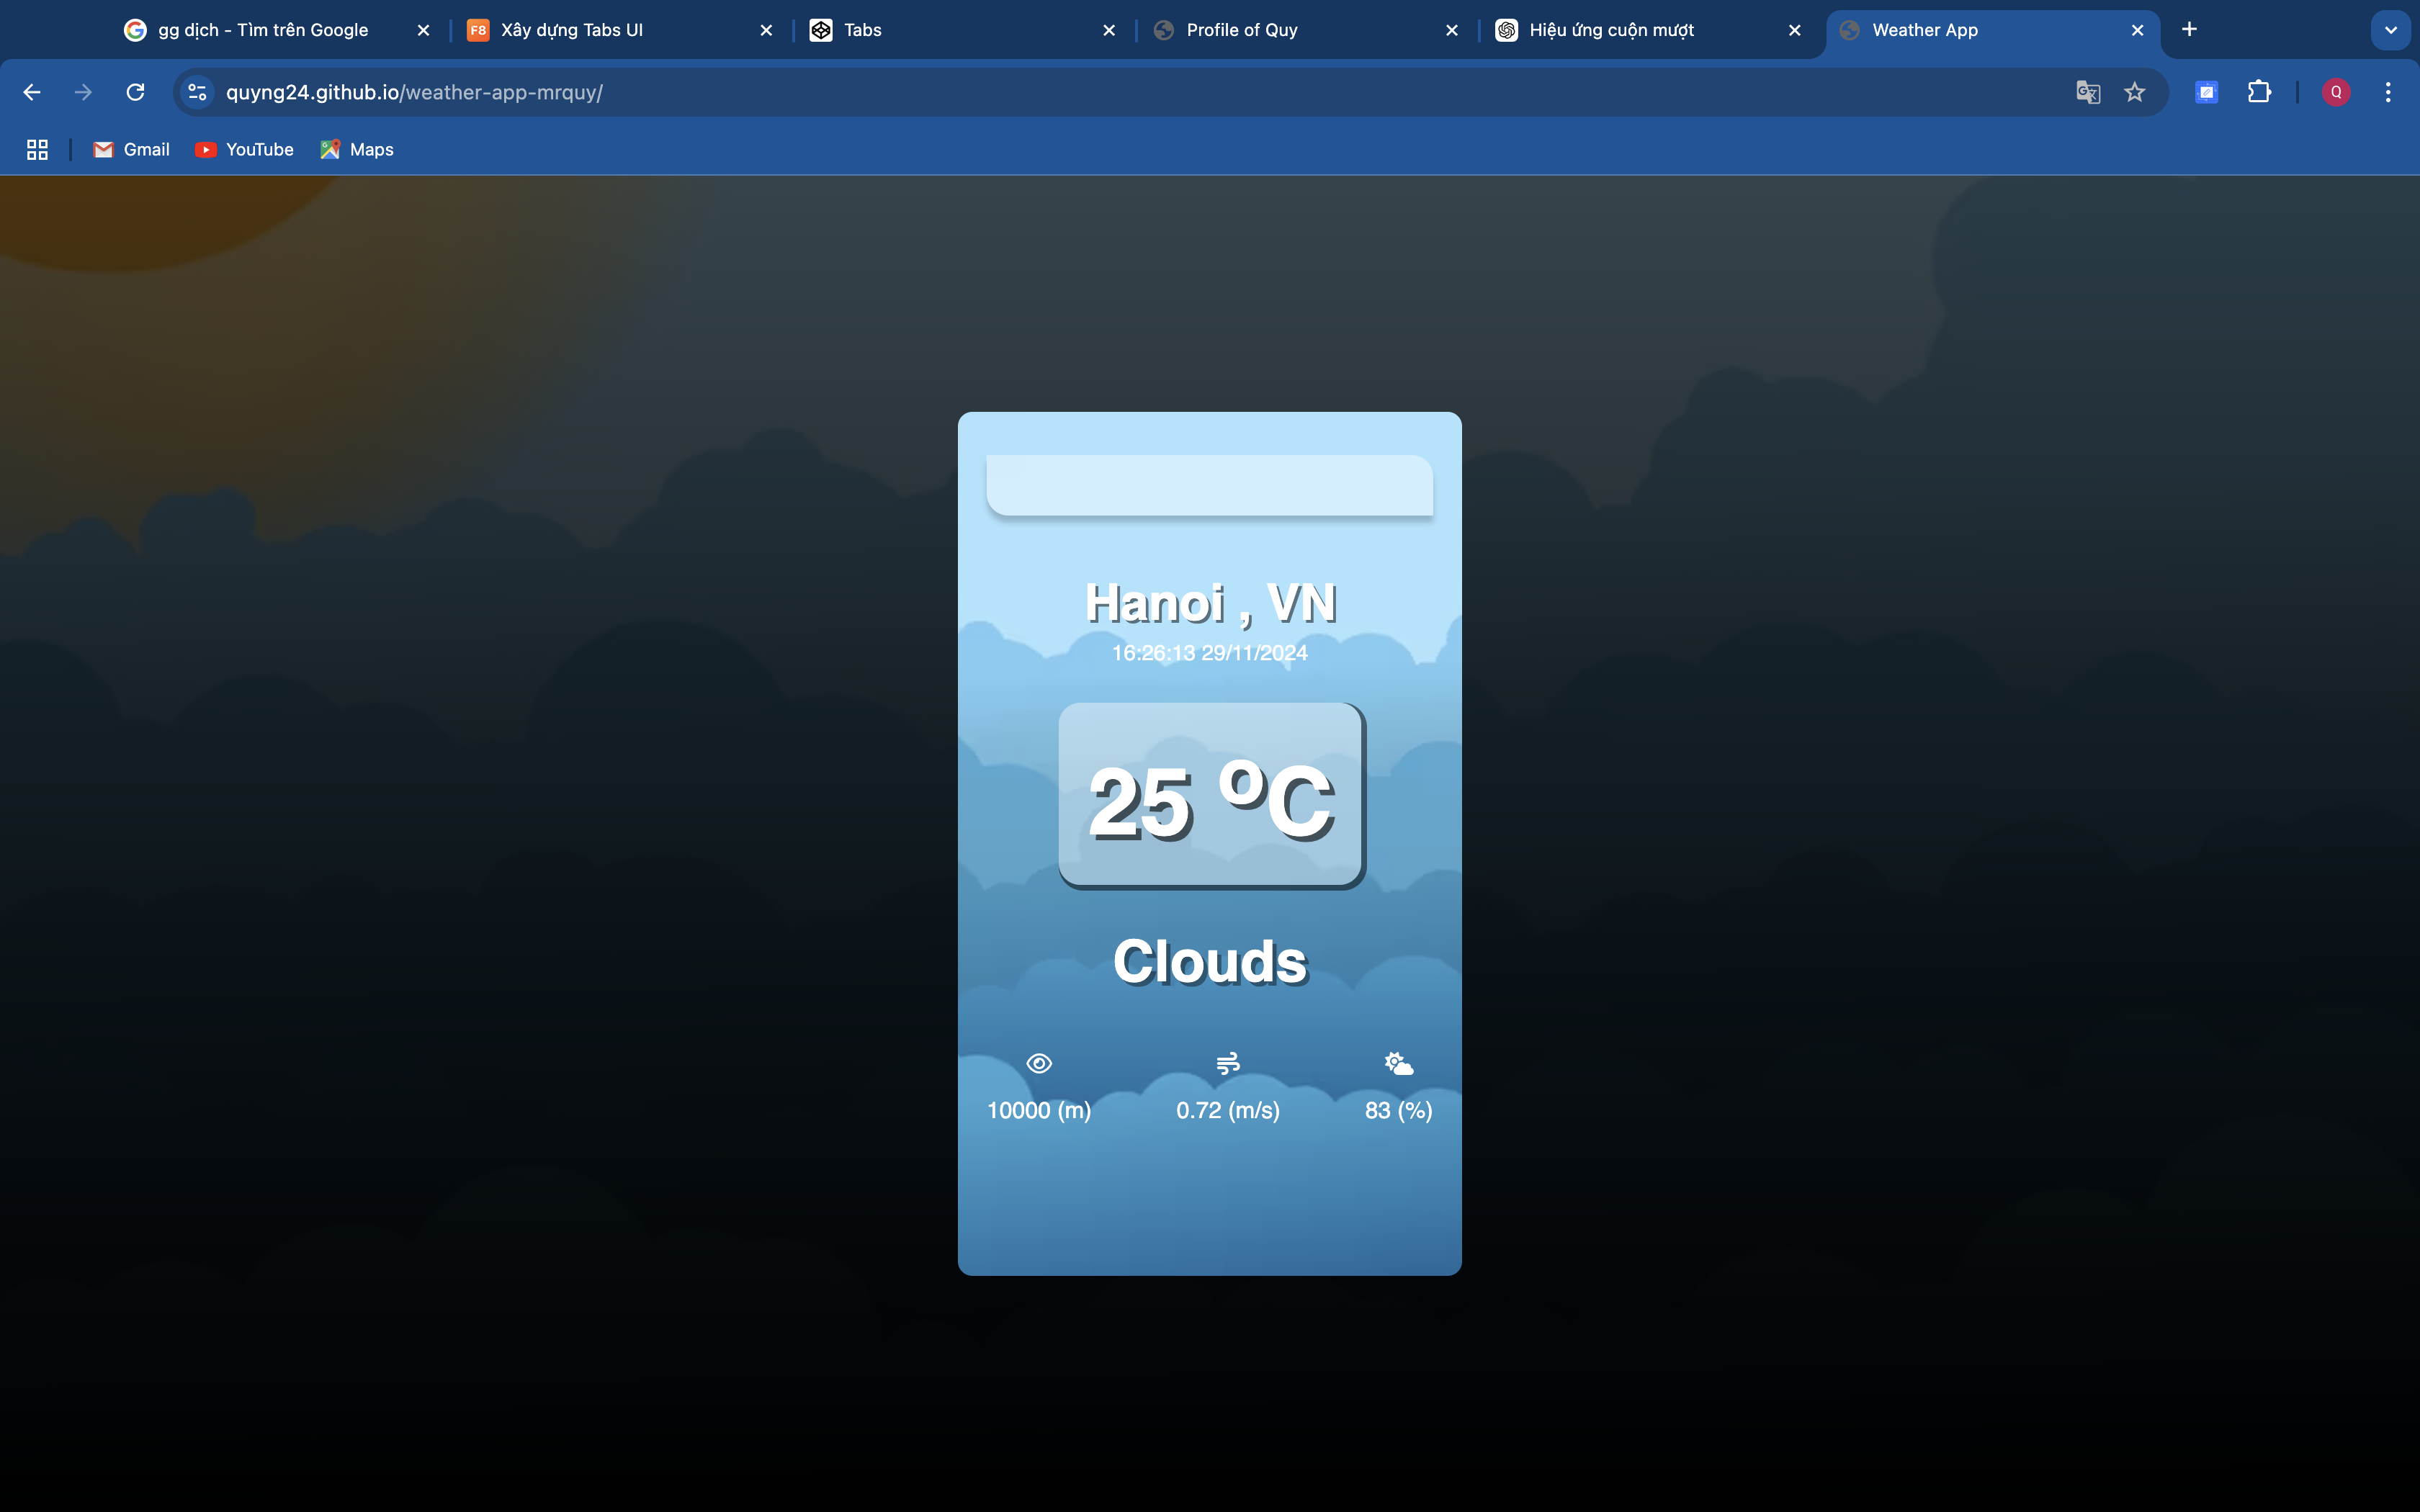 gg dịch - Tìm trên Google
F8 Xây dựng Tabs UI
Tabs
Profile of Quy
Hiệu ứng cuộn mượt
Weather App
quyng24.github.io/weather-app-mrquy/
Q
Gmail
YouTube
Maps
Hanoi , VN
16:26:13 29/11/2024
25 ºC
Clouds
10000 (m) 0.72 (m/s) 83 (%)